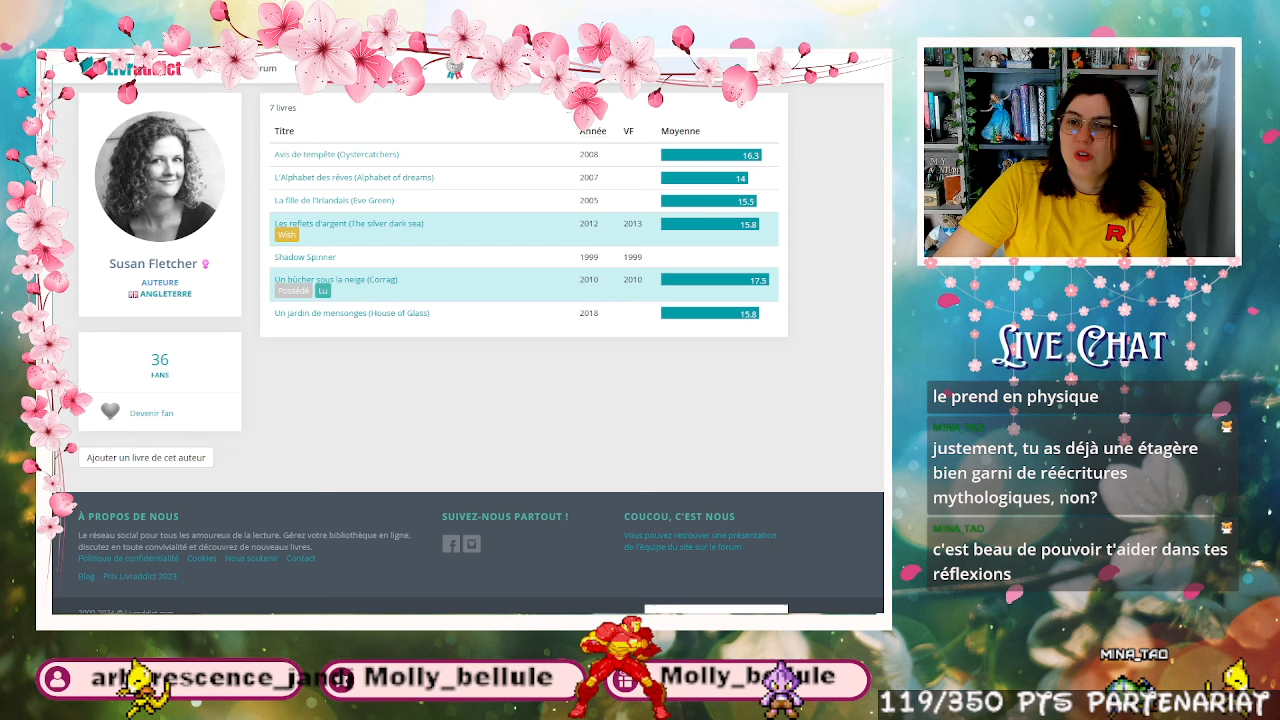 Livraddict
orum
7 livres
Titre Année VF Moyenne
Avis de tempête (Oystercatchers) 2008 16.3
L'Alphabet des rêves (Alphabet of dreams) 2007 14
La fille de l'Irlandais (Eve Green) 2005 15.5
Les reflets d'argent (The silver dark sea) 2012 2013 15.8
Wish
Shadow Spinner 1999 1999
Un bûcher sous la neige (Corrag) 2010 2010 17.5
Possédé Lu
Un jardin de mensonges (House of Glass) 2018 15.8
Susan Fletcher
AUTEURE
ANGLETERRE
36
FANS
Devenir fan
Ajouter un livre de cet auteur
À PROPOS DE NOUS
Le réseau social pour tous les amoureux de la lecture. Gérez votre bibliothèque en ligne,
discutez en toute convivialité et découvrez de nouveaux livres.
Politique de confidentialité Cookies Nous soutenir Contact
Blog Prix Livraddict 2023
SUIVEZ-NOUS PARTOUT !
COUCOU, C'EST NOUS
Vous pouvez retrouver une présentation
de l'équipe du site sur le forum
MY
ADVENTURE
R
LIVE CHAT
le prend en physique
MINA_TAO
justement, tu as déjà une étagère
bien garni de réécritures
mythologiques, non?
MINA_TAO
c'est beau de pouvoir t'aider dans tes
réflexions
MINA_TAO
Molly_bellule
Molly_bellule
119/350 PTS PARTENARIAT